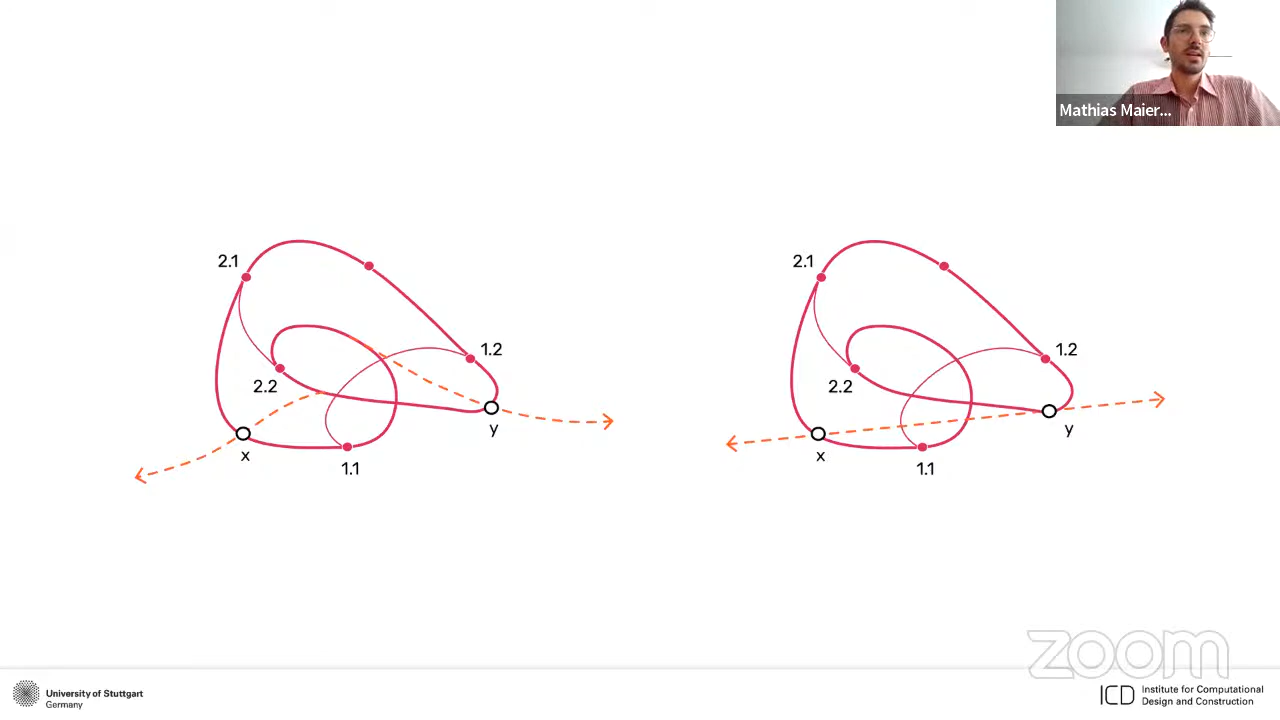 Mathias Maier...
2.1
1.2
2.2
x
y
1.1
2.1
1.2
2.2
x
y
1.1
zoom
University of Stuttgart
Germany
ICD
Institute for Computational
Design and Construction